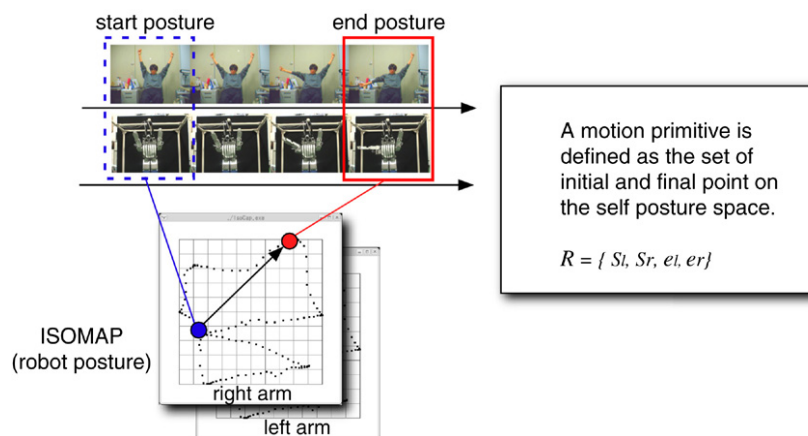 start posture
end posture
A motion primitive is
defined as the set of
initial and final point on
the self posture space.
R = { Sl, Sr, el, er}
ISOMAP
(robot posture)
right arm
left arm